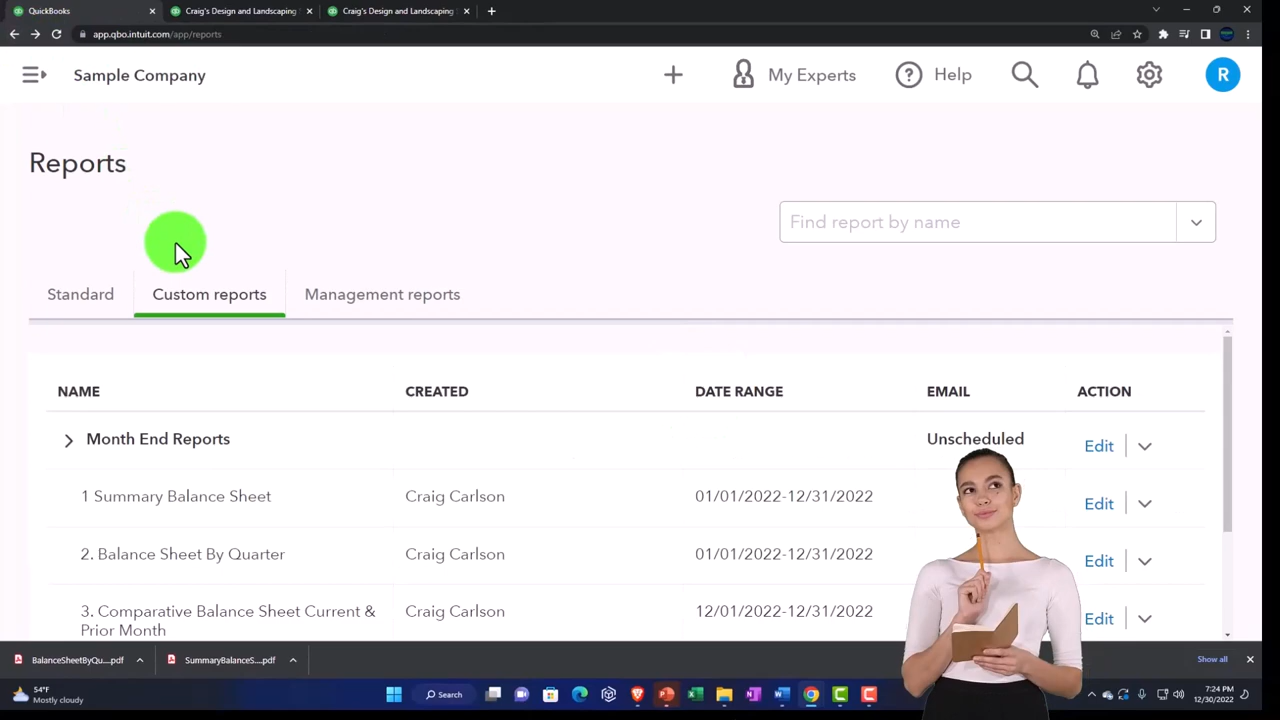 QuickBooks
Craig's Design and Landscaping
Craig's Design and Landscaping
app.qbo.intuit.com/app/reports
Sample Company
My Experts
Help
R
Reports
Find report by name
Standard
Custom reports
Management reports
NAME CREATED DATE RANGE EMAIL ACTION
Month End Reports Unscheduled Edit
1 Summary Balance Sheet Craig Carlson 01/01/2022-12/31/2022 Edit
2. Balance Sheet By Quarter Craig Carlson 01/01/2022-12/31/2022 Edit
3. Comparative Balance Sheet Current & Craig Carlson 12/01/2022-12/31/2022 Edit
Prior Month
BalanceSheetByQu....pdf
SummaryBalanceS....pdf
Show all
54°F
Mostly cloudy
Search
7:24 PM
12/30/2022